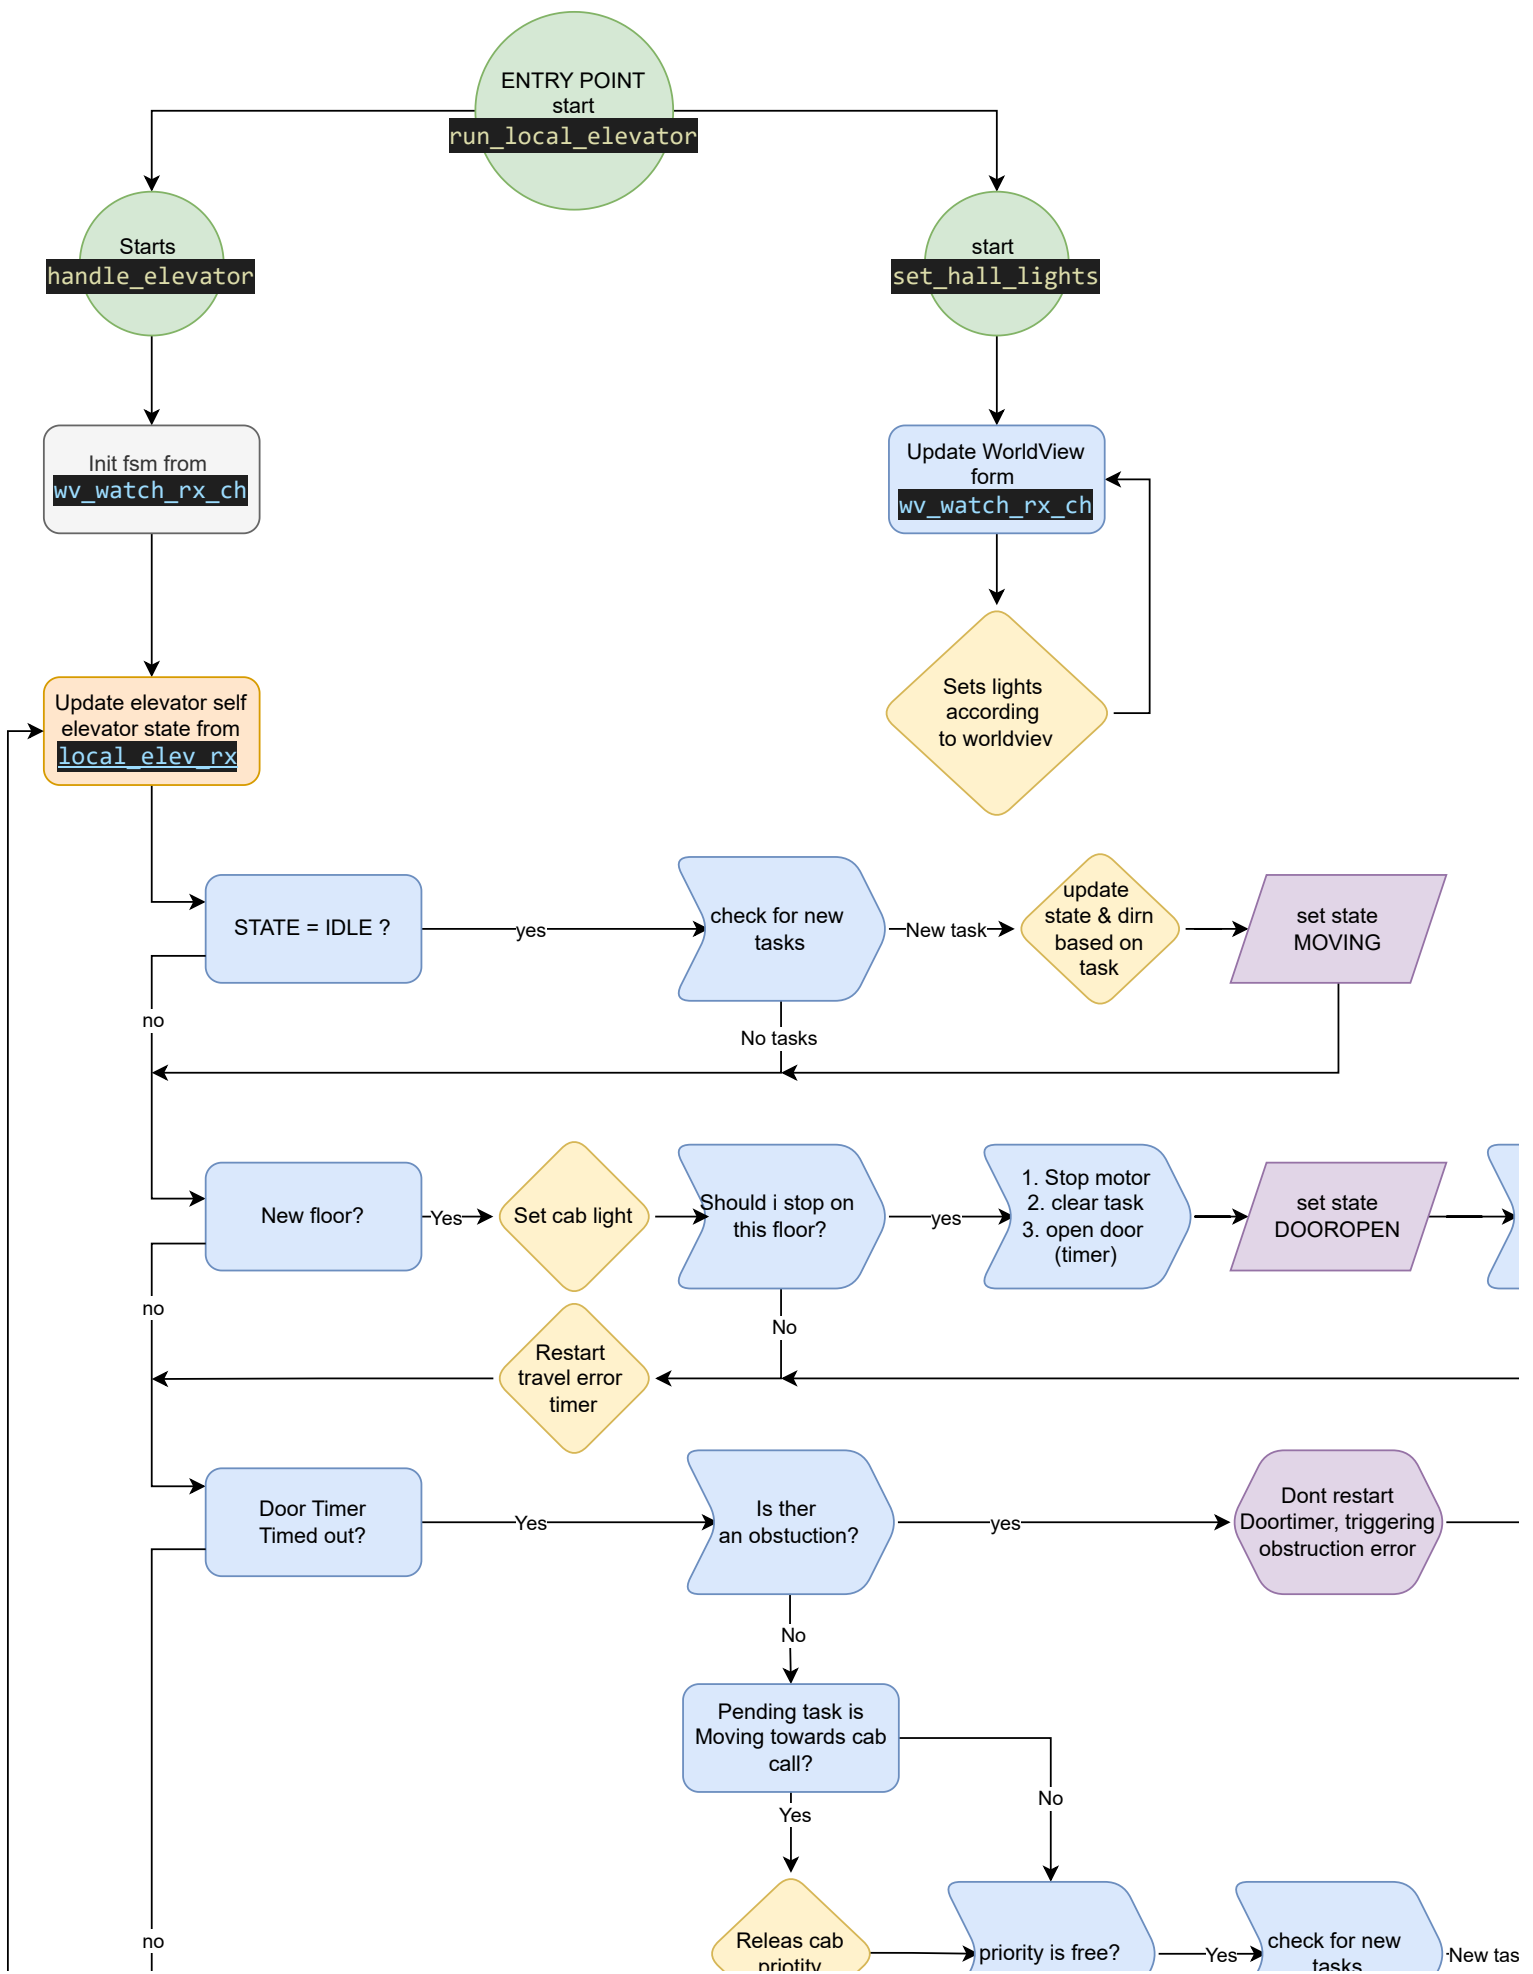 ENTRY POINT
start
run_local_elevator
Starts
handle_elevator
start
set_hall_lights
Init fsm from
wv_watch_rx_ch
Update WorldView
form
wv_watch_rx_ch
Update elevator self
elevator state from
local_elev_rx
Sets lights
according
to worldviev
STATE = IDLE ?
yes
check for new
tasks
New task
update
state & dirn
based on
task
set state
MOVING
no
No tasks
New floor?
Yes
Set cab light
Should i stop on
this floor?
yes
1. Stop motor
2. clear task
3. open door
(timer)
set state
DOOROPEN
no
No
Restart
travel error
timer
Door Timer
Timed out?
Yes
Is ther
an obstuction?
yes
Dont restart
Doortimer, triggering
obstruction error
No
Pending task is
Moving towards cab
call?
No
Yes
no
Releas cab
priotity
priority is free?
Yes
check for new
tasks
New tas